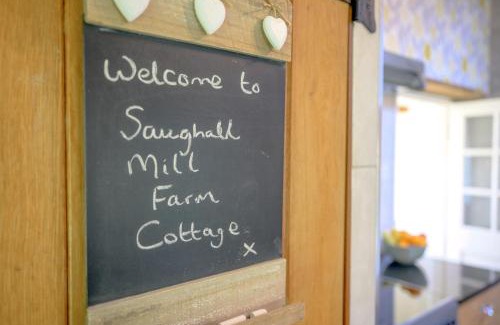 Welcome to
Saughall
Mill
Farm
Cottage x